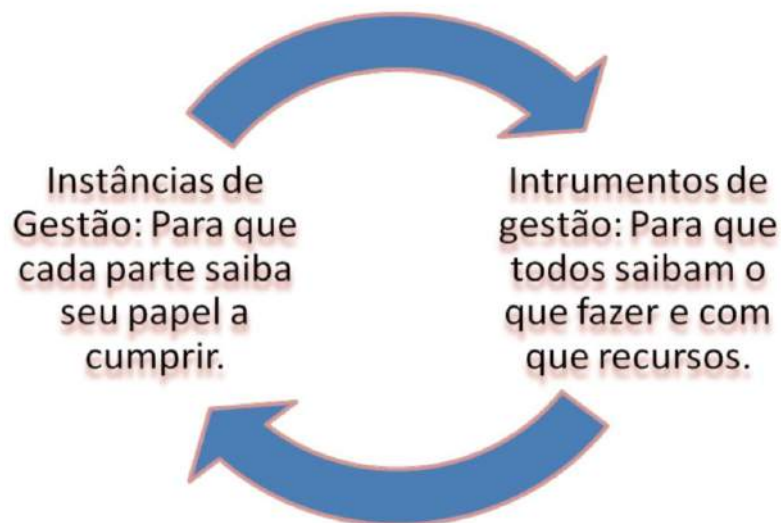 Instâncias de
Gestão: Para que
cada parte saiba
seu papel a
cumprir.
Intrumentos de
gestão: Para que
todos saibam o
que fazer e com
que recursos.